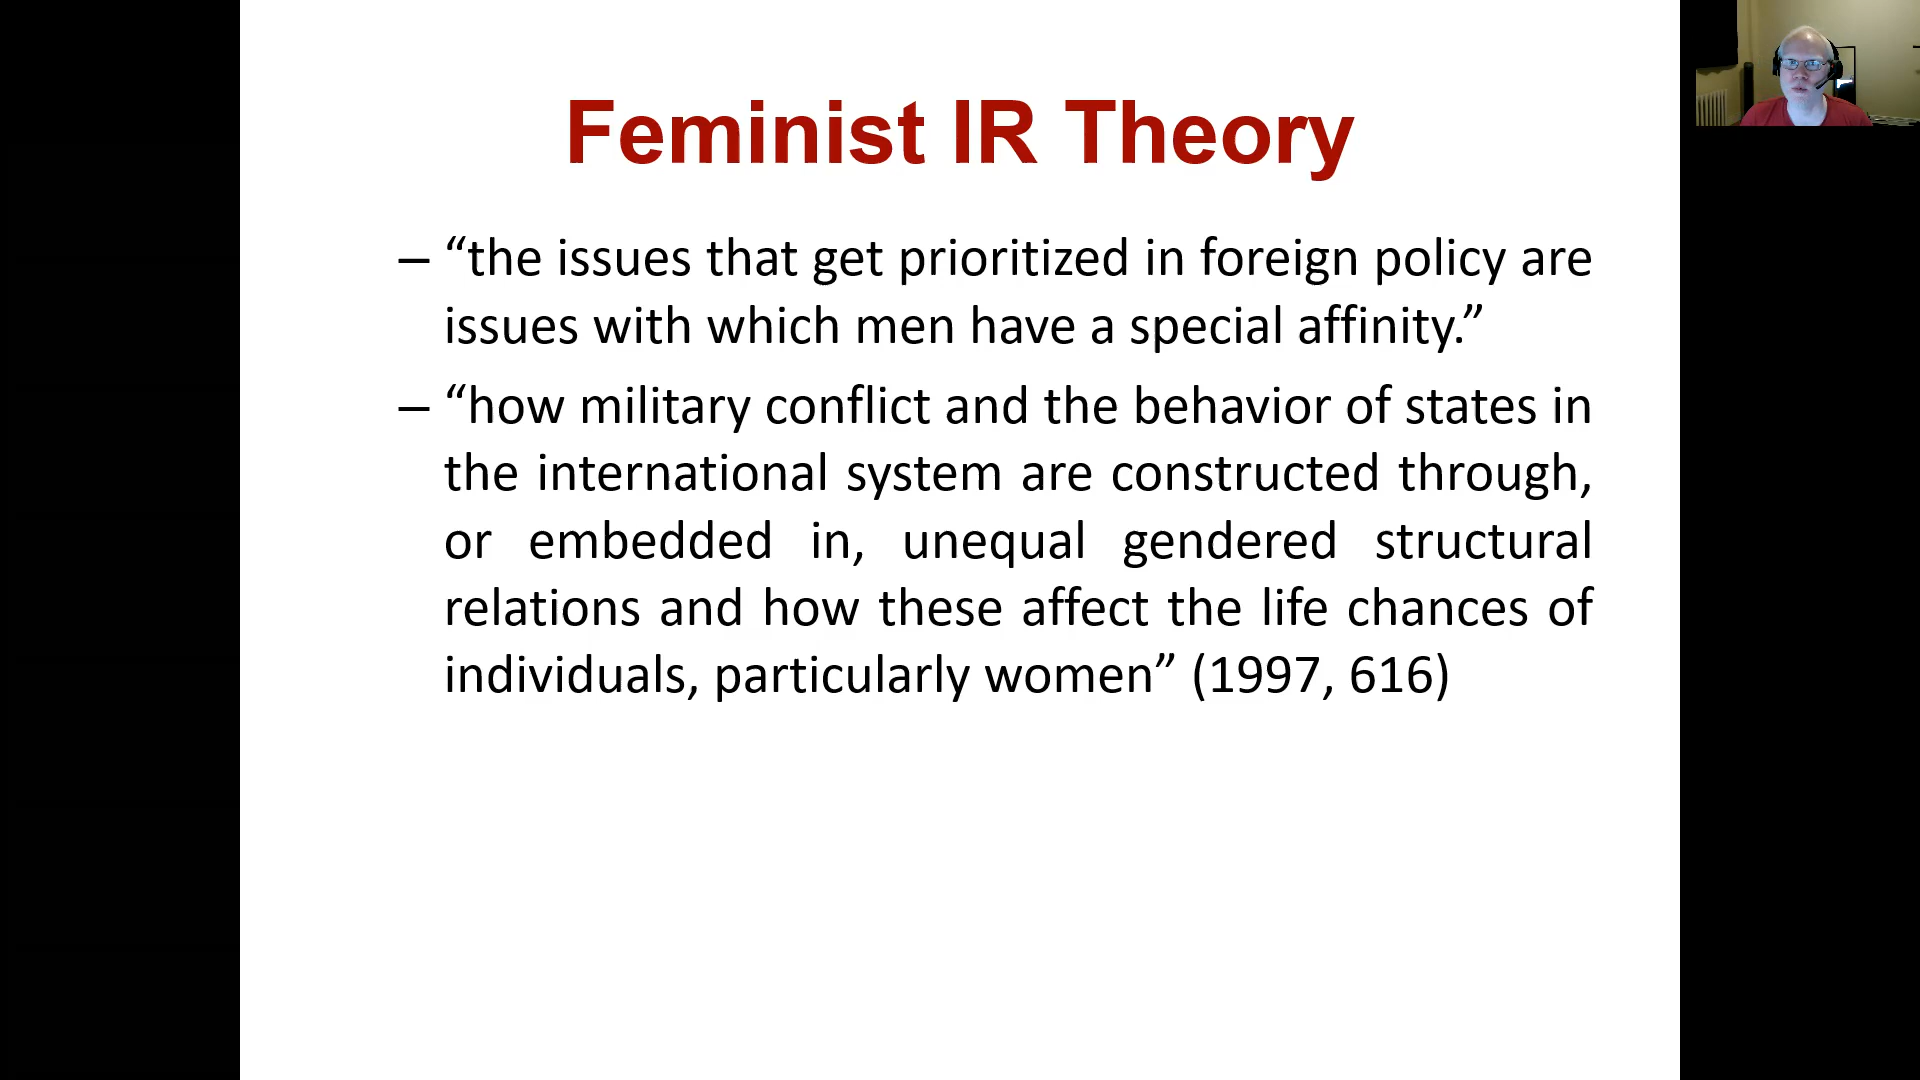 Feminist IR Theory
– “the issues that get prioritized in foreign policy are
issues with which men have a special affinity.”
– “how military conflict and the behavior of states in
the international system are constructed through,
or embedded in, unequal gendered structural
relations and how these affect the life chances of
individuals, particularly women” (1997, 616)